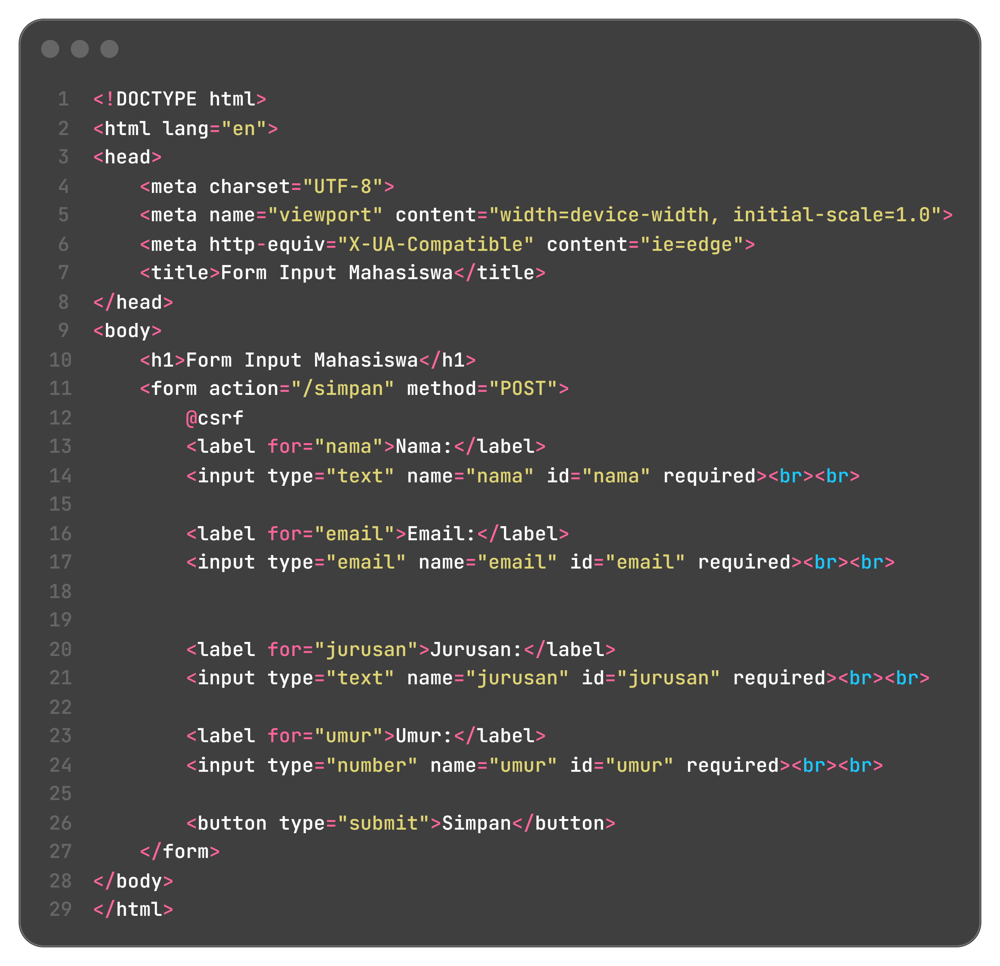 1 <!DOCTYPE html>
2 <html lang="en">
3 <head>
4     <meta charset="UTF-8">
5     <meta name="viewport" content="width=device-width, initial-scale=1.0">
6     <meta http-equiv="X-UA-Compatible" content="ie=edge">
7     <title>Form Input Mahasiswa</title>
8 </head>
9 <body>
10     <h1>Form Input Mahasiswa</h1>
11     <form action="/simpan" method="POST">
12         @csrf
13         <label for="nama">Nama:</label>
14         <input type="text" name="nama" id="nama" required><br><br>
15
16         <label for="email">Email:</label>
17         <input type="email" name="email" id="email" required><br><br>
18
19
20         <label for="jurusan">Jurusan:</label>
21         <input type="text" name="jurusan" id="jurusan" required><br><br>
22
23         <label for="umur">Umur:</label>
24         <input type="number" name="umur" id="umur" required><br><br>
25
26         <button type="submit">Simpan</button>
27     </form>
28 </body>
29 </html>